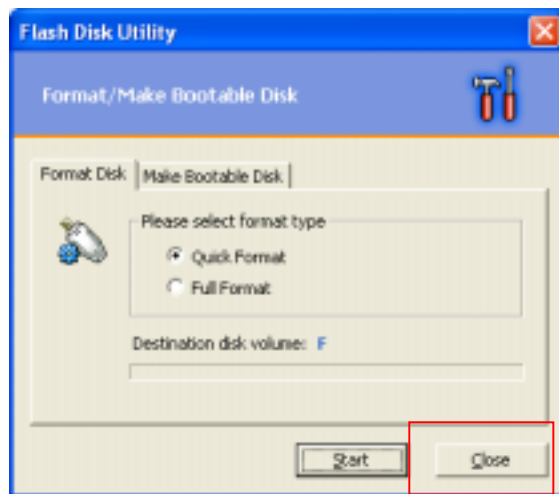 Flash Disk Utility
Format/Make Bootable Disk
Format Disk Make Bootable Disk
Please select format type
Quick Format
Full Format
Destination disk volume: F
Start Close